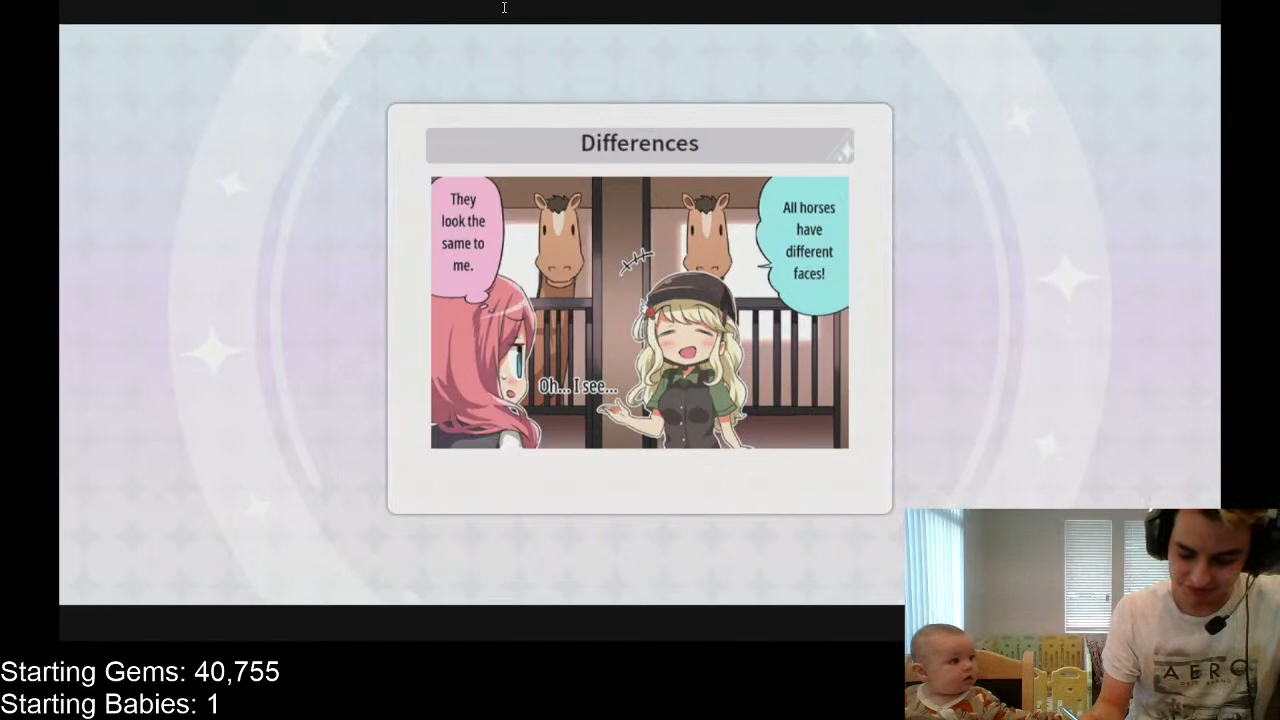 Differences
They
look the
same to
me.
All horses
have
different
faces!
Oh... I see...
AERO
Starting Gems: 40,755
Starting Babies: 1